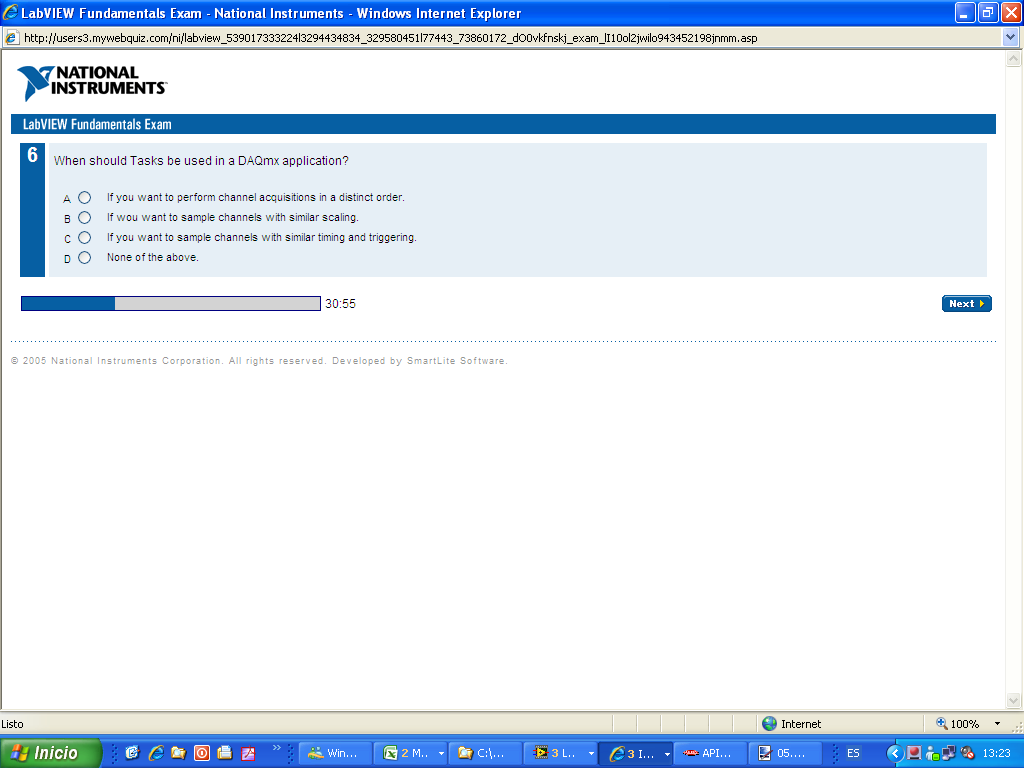 LabVIEW Fundamentals Exam - National Instruments - Windows Internet Explorer
http://users3.mywebquiz.com/ni/labview_539017333224l3294434834_329580451l77443_73860172_dO0vkfnskj_exam_lI10ol2jwilo943452198jnmm.asp
NATIONAL
INSTRUMENTS
LabVIEW Fundamentals Exam
6 When should Tasks be used in a DAQmx application?
A If you want to perform channel acquisitions in a distinct order.
B If wou want to sample channels with similar scaling.
C If you want to sample channels with similar timing and triggering.
D None of the above.
30:55 Next
© 2005 National Instruments Corporation. All rights reserved. Developed by SmartLite Software.
Listo Internet 100%
Inicio Win... 2 M... C:\... 3 L... 3 I... API... 05.... ES 13:23